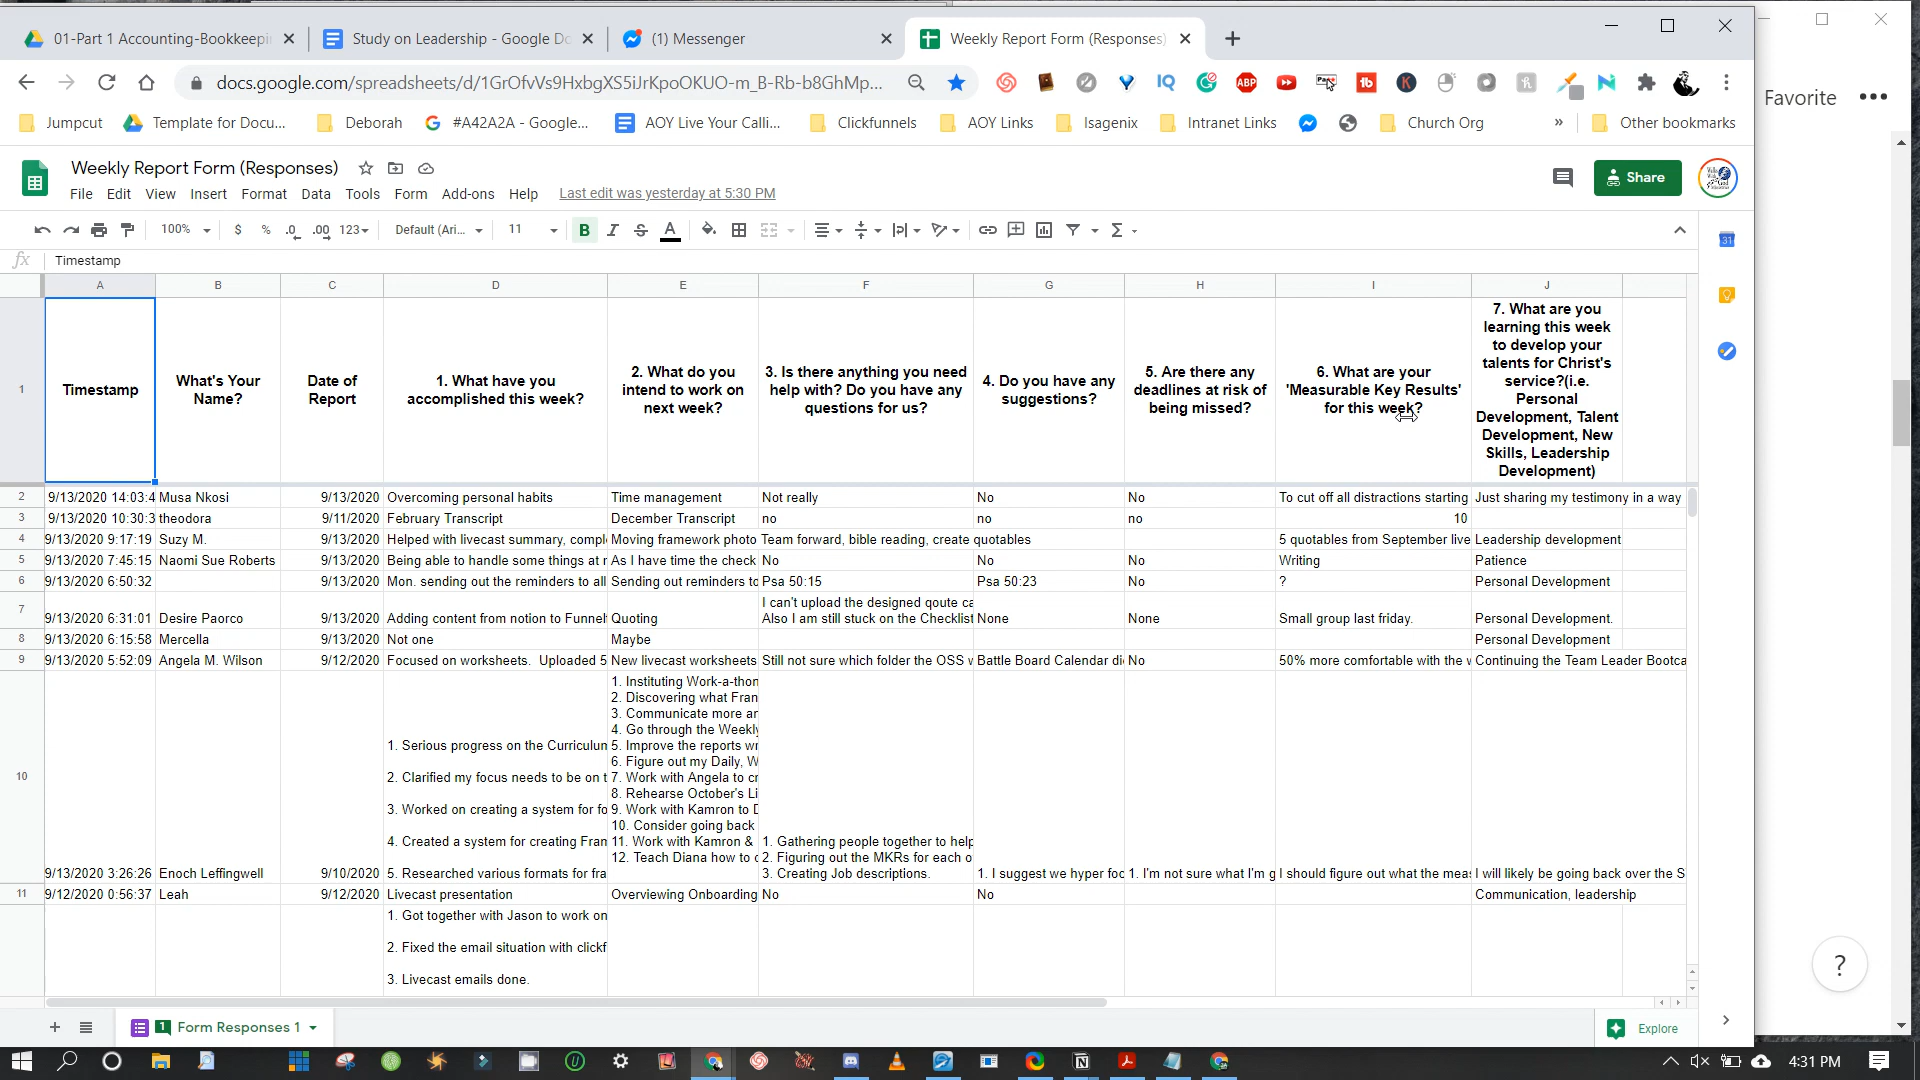 01-Part 1 Accounting-Bookkeepi
Study on Leadership - Google Do
(1) Messenger
Weekly Report Form (Responses)
docs.google.com/spreadsheets/d/1GrOfvVs9HxbgXS5iJrKpoOKUO-m_B-Rb-b8GhMp...
Favorite
Jumpcut
Template for Docu...
Deborah
#A42A2A - Google...
AOY Live Your Calli...
Clickfunnels
AOY Links
Isagenix
Intranet Links
Church Org
»
Other bookmarks
Weekly Report Form (Responses)
File Edit View Insert Format Data Tools Form Add-ons Help Last edit was yesterday at 5:30 PM
Share
100% $ % .0 .00 123 Default (Ari... 11 B I S A
fx Timestamp
A B C D E F G H I J
1
Timestamp
What's Your
Name?
Date of
Report
1. What have you
accomplished this week?
2. What do you
intend to work on
next week?
3. Is there anything you need
help with? Do you have any
questions for us?
4. Do you have any
suggestions?
5. Are there any
deadlines at risk of
being missed?
6. What are your
'Measurable Key Results'
for this week?
7. What are you
learning this week
to develop your
talents for Christ's
service?(i.e.
Personal
Development, Talent
Development, New
Skills, Leadership
Development)
2 9/13/2020 14:03:4 Musa Nkosi 9/13/2020 Overcoming personal habits Time management Not really No No To cut off all distractions starting Just sharing my testimony in a way
3 9/13/2020 10:30:3 theodora 9/11/2020 February Transcript December Transcript no no no 10
4 9/13/2020 9:17:19 Suzy M. 9/13/2020 Helped with livecast summary, compl Moving framework photo Team forward, bible reading, create quotables 5 quotables from September live Leadership development
5 9/13/2020 7:45:15 Naomi Sue Roberts 9/13/2020 Being able to handle some things at As I have time the check No No No Writing Patience
6 9/13/2020 6:50:32 9/13/2020 Mon. sending out the reminders to all Sending out reminders to Psa 50:15 Psa 50:23 No ? Personal Development
I can't upload the designed qoute ca
7 9/13/2020 6:31:01 Desire Paorco 9/13/2020 Adding content from notion to Funnel Quoting Also I am still stuck on the Checklist None None Small group last friday. Personal Development.
8 9/13/2020 6:15:58 Mercella 9/13/2020 Not one Maybe Personal Development
9 9/13/2020 5:52:09 Angela M. Wilson 9/12/2020 Focused on worksheets. Uploaded 5 New livecast worksheets Still not sure which folder the OSS Battle Board Calendar di No 50% more comfortable with the Continuing the Team Leader Bootca
10
1. Serious progress on the Curriculum
2. Clarified my focus needs to be on t
3. Worked on creating a system for fo
4. Created a system for creating Fran
5. Researched various formats for fra
1. Instituting Work-a-thon
2. Discovering what Fran
3. Communicate more ar
4. Go through the Weekly
5. Improve the reports wr
6. Figure out my Daily, W
7. Work with Angela to cr
8. Rehearse October's Li
9. Work with Kamron to D
10. Consider going back
11. Work with Kamron &
12. Teach Diana how to
1. Gathering people together to help
2. Figuring out the MKRs for each o
3. Creating Job descriptions.
9/13/2020 3:26:26 Enoch Leffingwell 9/10/2020
1. I suggest we hyper foc
1. I'm not sure what I'm g
I should figure out what the meas
I will likely be going back over the S
11 9/12/2020 0:56:37 Leah 9/12/2020 Livecast presentation Overviewing Onboarding No No Communication, leadership
1. Got together with Jason to work on
2. Fixed the email situation with clickf
3. Livecast emails done.
1 Form Responses 1
Explore
?
4:31 PM